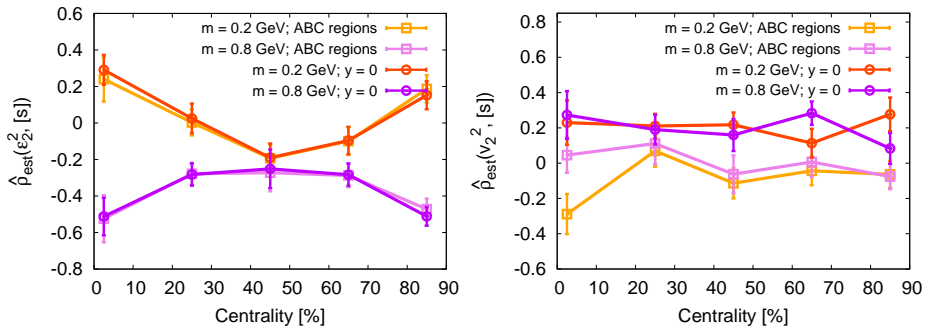 m = 0.2 GeV; ABC regions
m = 0.8 GeV; ABC regions
m = 0.2 GeV; y = 0
m = 0.8 GeV; y = 0
0.6
0.4
0.2
0
-0.2
-0.4
-0.6
-0.8
ρ̂est(ε₂², [s])
0 10 20 30 40 50 60 70 80 90
Centrality [%]
m = 0.2 GeV; ABC regions
m = 0.8 GeV; ABC regions
m = 0.2 GeV; y = 0
m = 0.8 GeV; y = 0
0.8
0.6
0.4
0.2
0
-0.2
-0.4
-0.6
ρ̂est(v₂², [s])
0 10 20 30 40 50 60 70 80 90
Centrality [%]